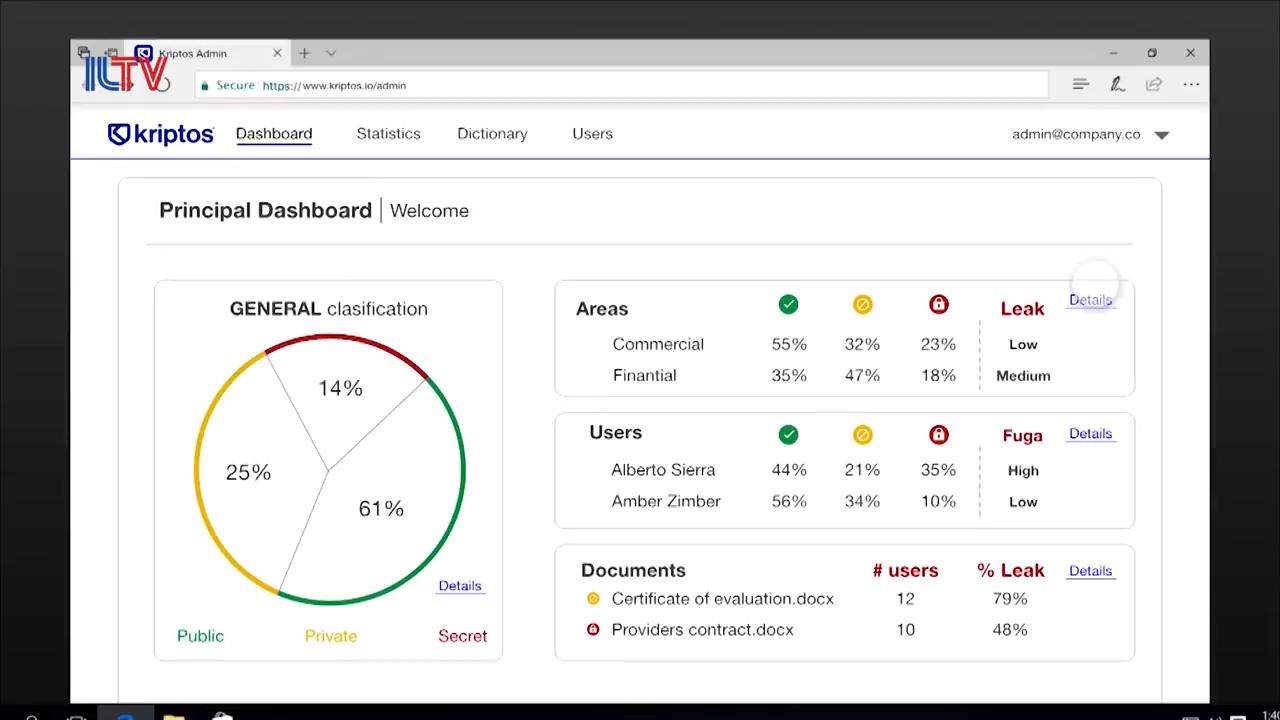 Kriptos Admin
ILTV
Secure https://www.kriptos.io/admin
kriptos Dashboard Statistics Dictionary Users admin@company.co
Principal Dashboard | Welcome
GENERAL clasification
14%
25%
61%
Details
Public Private Secret
Areas Leak Details
Commercial 55% 32% 23% Low
Finantial 35% 47% 18% Medium
Users Fuga Details
Alberto Sierra 44% 21% 35% High
Amber Zimber 56% 34% 10% Low
Documents # users % Leak Details
Certificate of evaluation.docx 12 79%
Providers contract.docx 10 48%